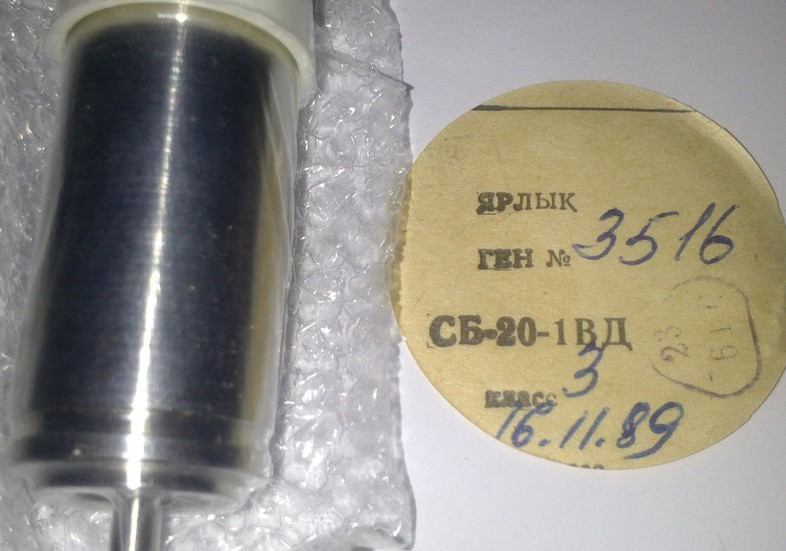 ЯРЛЫК
ГЕН № 3516
СБ-20-1ВД
класс 3
16.11.89